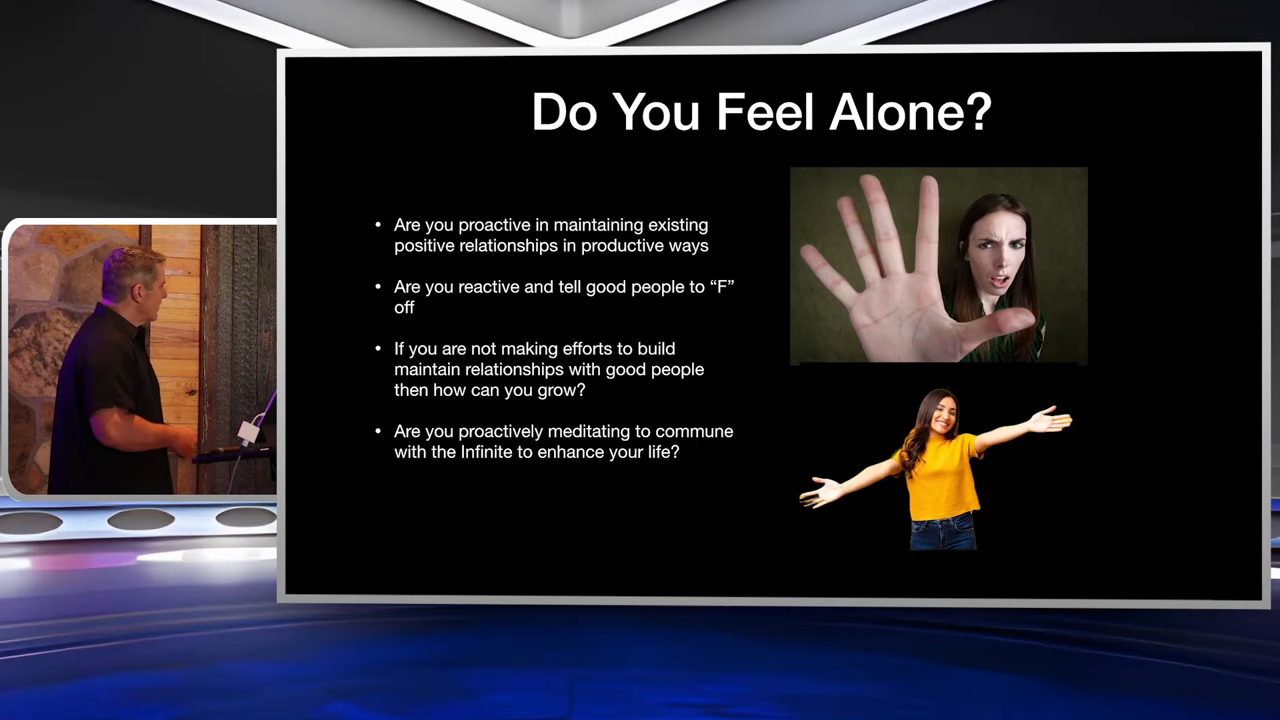 Do You Feel Alone?
• Are you proactive in maintaining existing
positive relationships in productive ways
• Are you reactive and tell good people to “F”
off
• If you are not making efforts to build
maintain relationships with good people
then how can you grow?
• Are you proactively meditating to commune
with the Infinite to enhance your life?